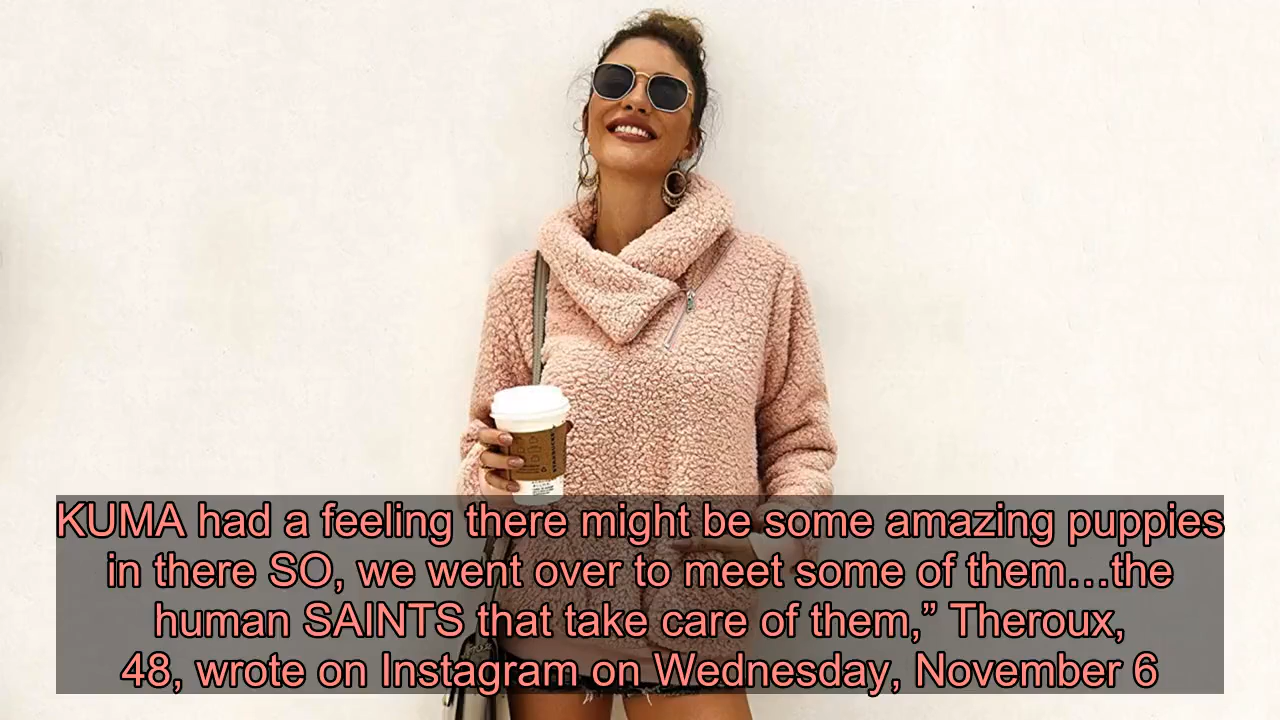 KUMA had a feeling there might be some amazing puppies
in there SO, we went over to meet some of them…the
human SAINTS that take care of them,” Theroux,
48, wrote on Instagram on Wednesday, November 6